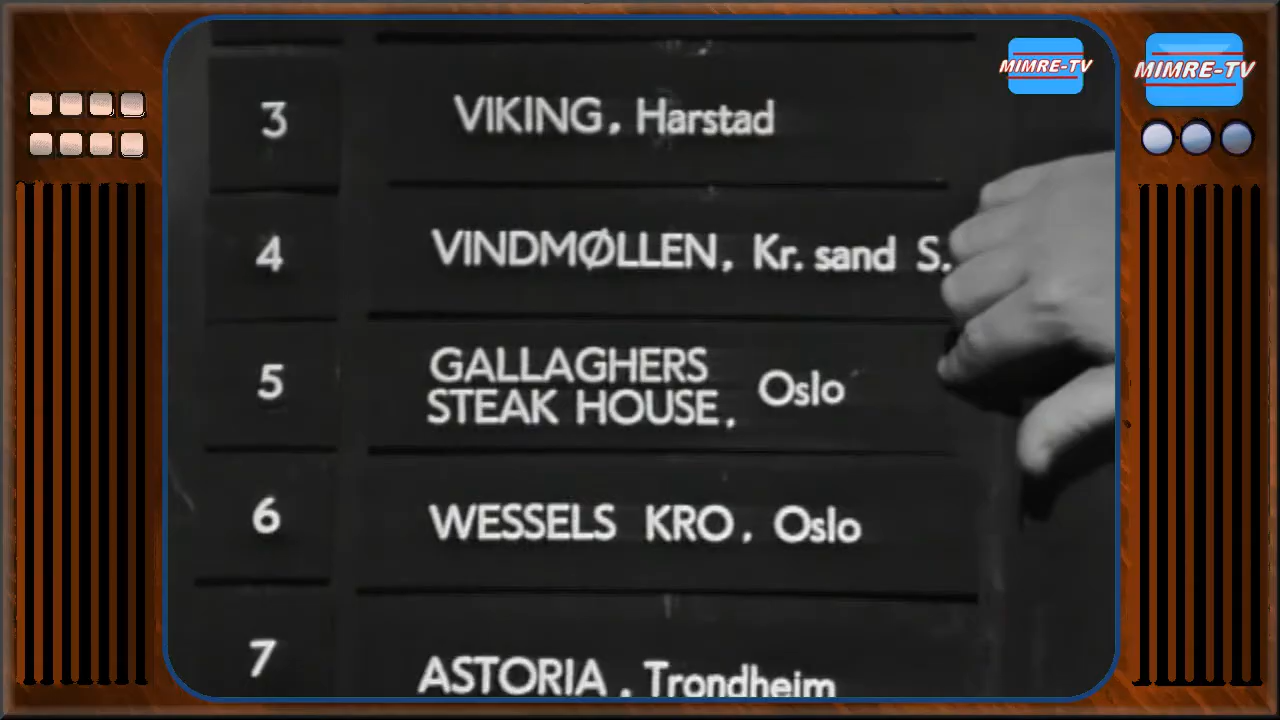 MIMRE-TV
MIMRE-TV
3 VIKING, Harstad
4 VINDMØLLEN, Kr. sand S.
5 GALLAGHERS STEAK HOUSE, Oslo
6 WESSELS KRO, Oslo
7 ASTORIA, Trondheim